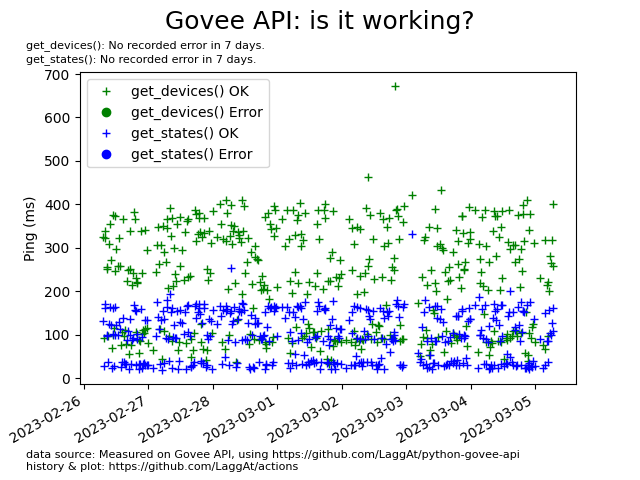 Govee API: is it working?
get_devices(): No recorded error in 7 days.
get_states(): No recorded error in 7 days.
700
600
500
400
300
200
100
0
Ping (ms)
get_devices() OK
get_devices() Error
get_states() OK
get_states() Error
2023-02-26
2023-02-27
2023-02-28
2023-03-01
2023-03-02
2023-03-03
2023-03-04
2023-03-05
data source: Measured on Govee API, using https://github.com/LaggAt/python-govee-api
history & plot: https://github.com/LaggAt/actions